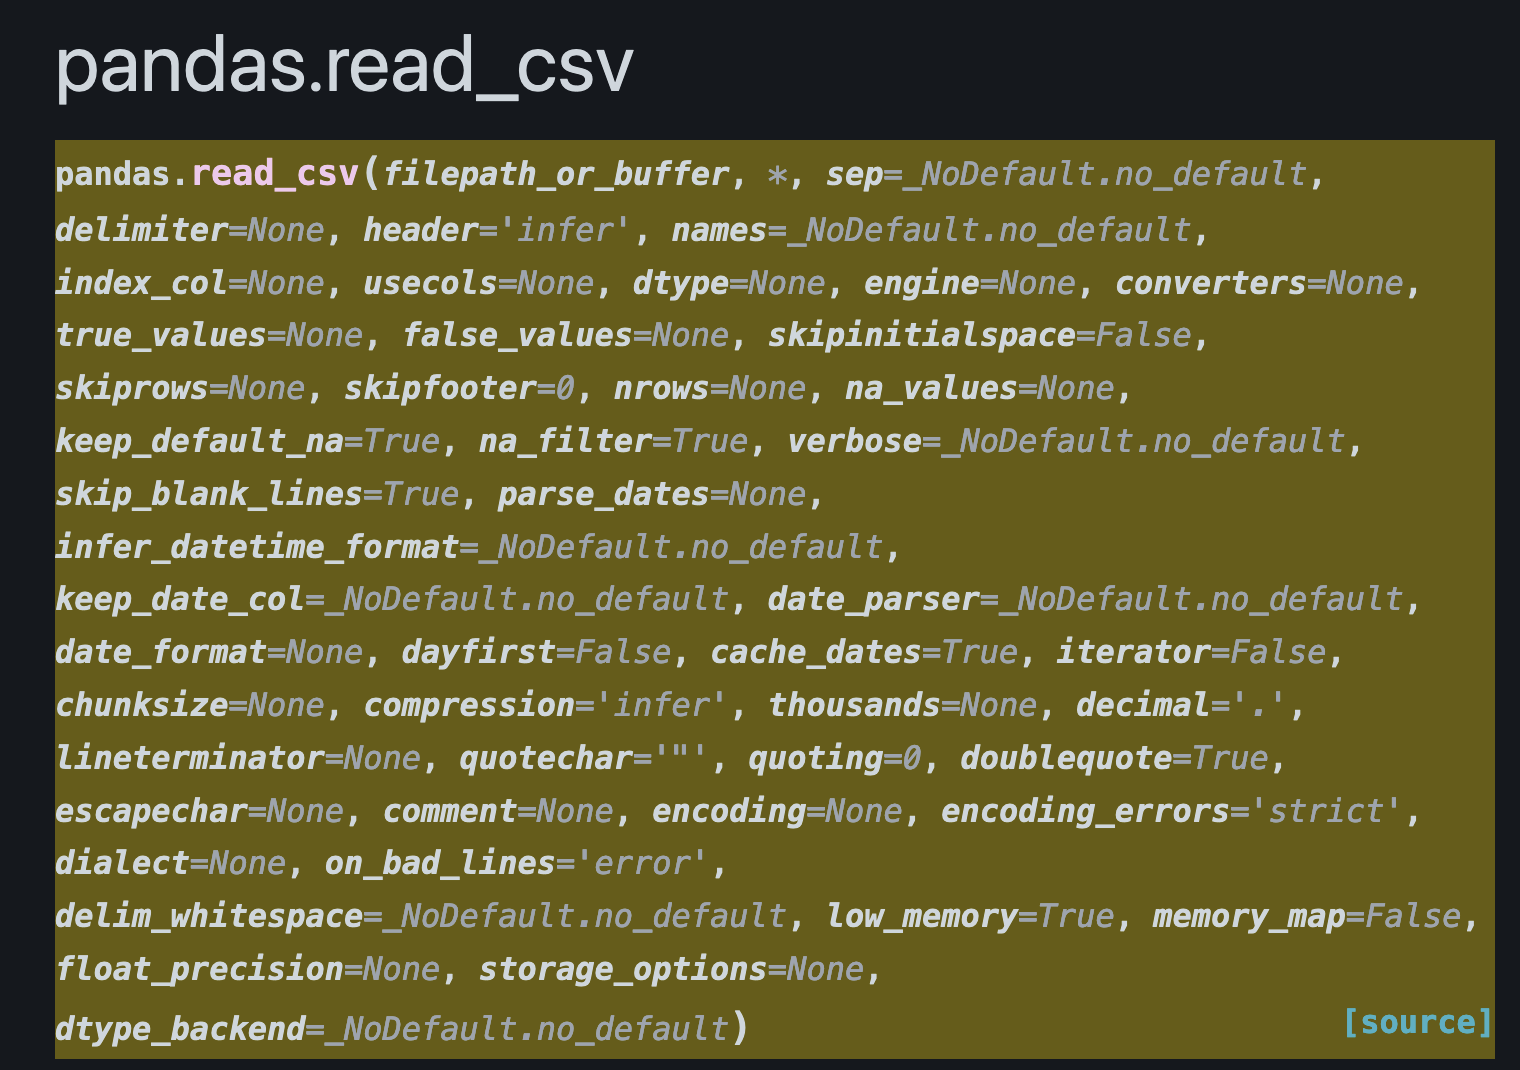 pandas.read_csv
pandas.read_csv(filepath_or_buffer, *, sep=_NoDefault.no_default,
delimiter=None, header='infer', names=_NoDefault.no_default,
index_col=None, usecols=None, dtype=None, engine=None, converters=None,
true_values=None, false_values=None, skipinitialspace=False,
skiprows=None, skipfooter=0, nrows=None, na_values=None,
keep_default_na=True, na_filter=True, verbose=_NoDefault.no_default,
skip_blank_lines=True, parse_dates=None,
infer_datetime_format=_NoDefault.no_default,
keep_date_col=_NoDefault.no_default, date_parser=_NoDefault.no_default,
date_format=None, dayfirst=False, cache_dates=True, iterator=False,
chunksize=None, compression='infer', thousands=None, decimal='.',
lineterminator=None, quotechar='"', quoting=0, doublequote=True,
escapechar=None, comment=None, encoding=None, encoding_errors='strict',
dialect=None, on_bad_lines='error',
delim_whitespace=_NoDefault.no_default, low_memory=True, memory_map=False,
float_precision=None, storage_options=None,
dtype_backend=_NoDefault.no_default) [source]